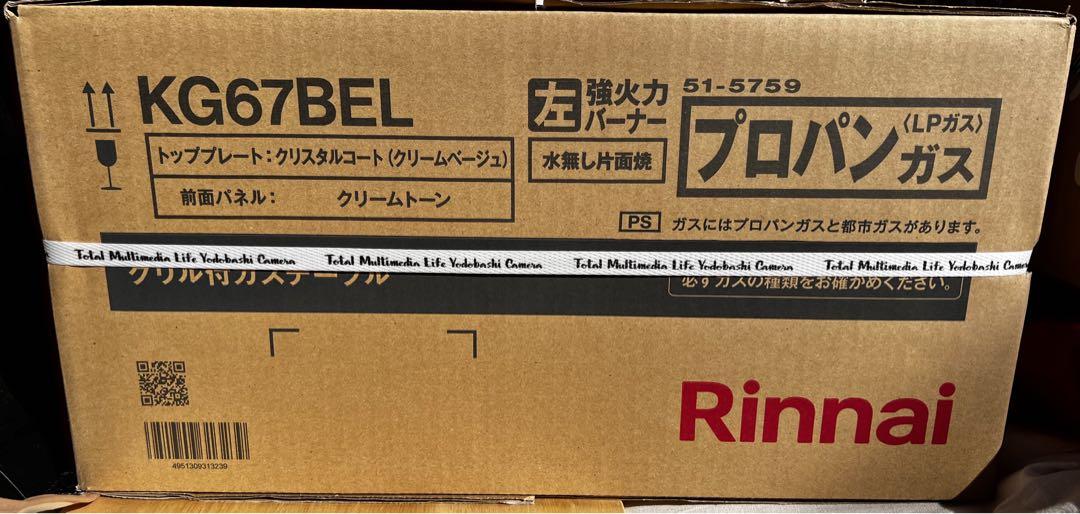 KG67BEL
トッププレート:クリスタルコート(クリームベージュ)
前面パネル: クリームトーン
左 強火力バーナー
水無し片面焼
51-5759
プロパンガス〈LPガス〉
PS ガスにはプロパンガスと都市ガスがあります。
Total Multimedia Life Yodobashi Camera Total Multimedia Life Yodobashi Camera Total Multimedia Life Yodobashi Camera Total Multimedia Life Yodobashi Camera
グリル付ガステーブル
必ずガスの種類をお確かめください。
Rinnai
4951309313239